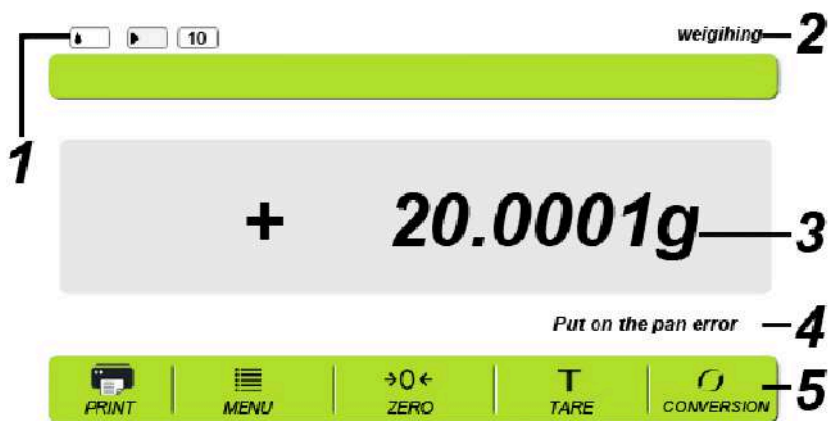 10
weigihing
2
1
+ 20.0001g
3
Put on the pan error
4
PRINT MENU →0← ZERO T TARE CONVERSION
5